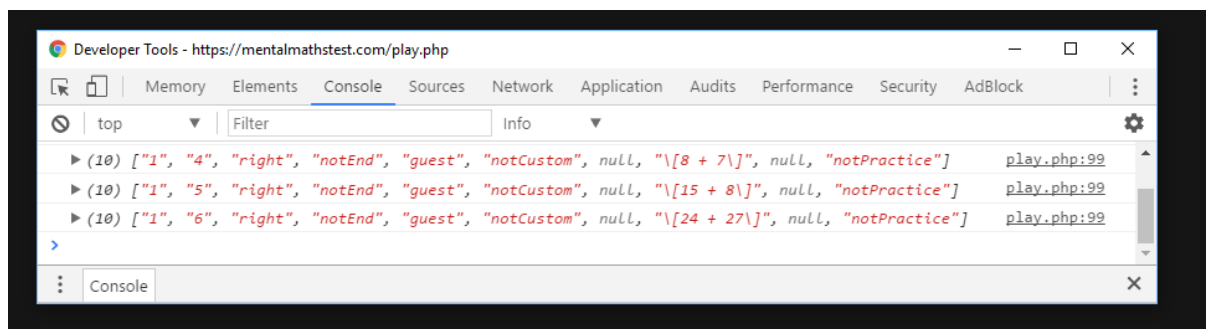 Developer Tools - https://mentalmathstest.com/play.php
Memory Elements Console Sources Network Application Audits Performance Security AdBlock
top Filter Info
(10) ["1", "4", "right", "notEnd", "guest", "notCustom", null, "\[8 + 7\]", null, "notPractice"] play.php:99
(10) ["1", "5", "right", "notEnd", "guest", "notCustom", null, "\[15 + 8\]", null, "notPractice"] play.php:99
(10) ["1", "6", "right", "notEnd", "guest", "notCustom", null, "\[24 + 27\]", null, "notPractice"] play.php:99
Console